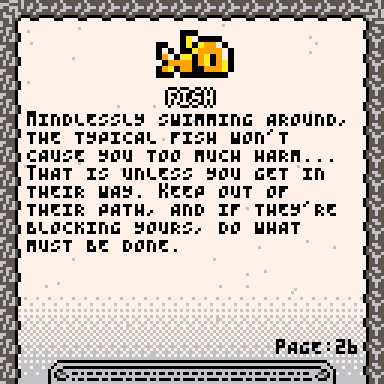 FISH
MINDLESSLY SWIMMING AROUND,
THE TYPICAL FISH WON'T
CAUSE YOU TOO MUCH HARM...
THAT IS UNLESS YOU GET IN
THEIR WAY. KEEP OUT OF
THEIR PATH, AND IF THEY'RE
BLOCKING YOURS, DO WHAT
MUST BE DONE.
PAGE:26